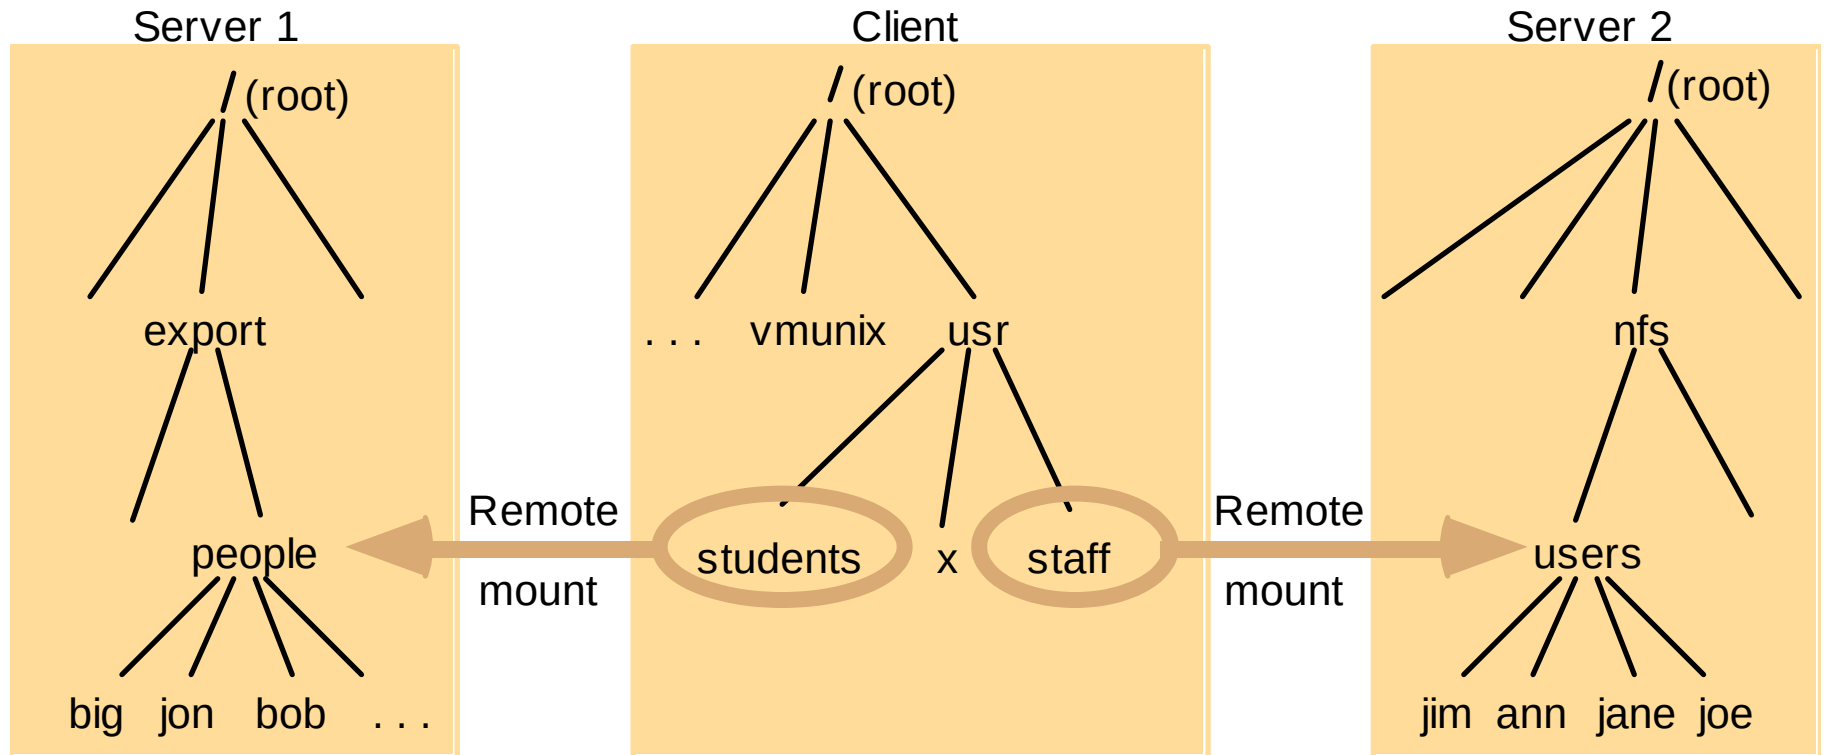 Server 1 Client Server 2
/ (root) / (root) / (root)
export . . . vmunix usr nfs
Remote Remote
people students x staff users
mount mount
big jon bob . . . jim ann jane joe